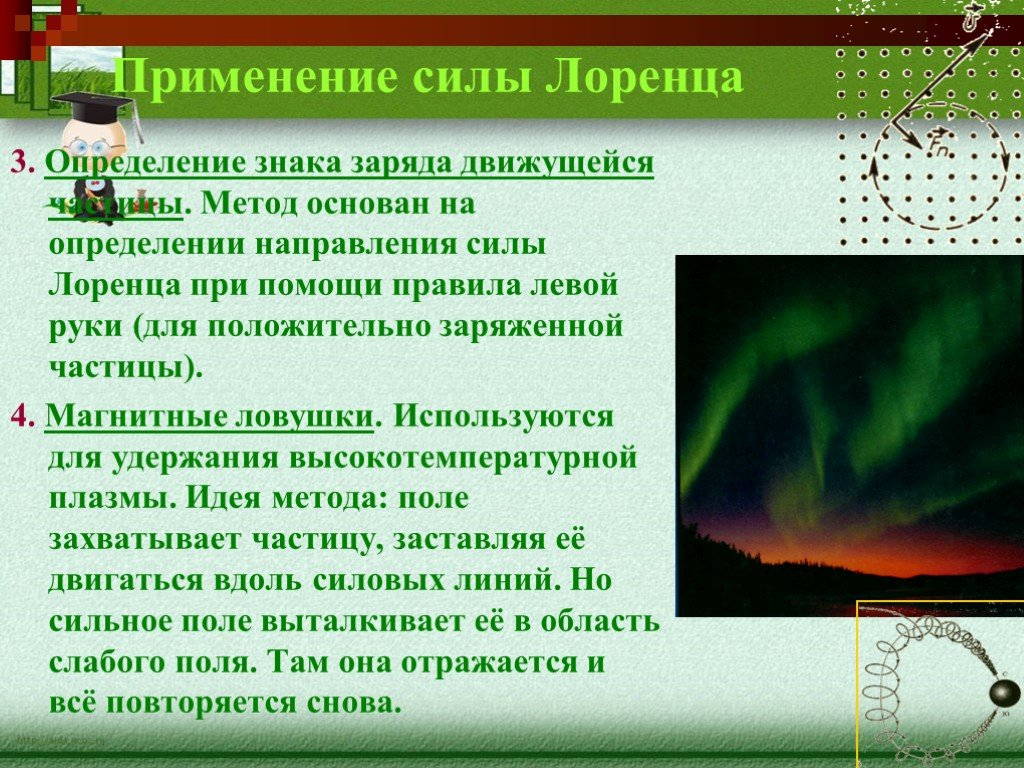 Применение силы Лоренца
3. Определение знака заряда движущейся
частицы. Метод основан на
определении направления силы
Лоренца при помощи правила левой
руки (для положительно заряженной
частицы).
4. Магнитные ловушки. Используются
для удержания высокотемпературной
плазмы. Идея метода: поле
захватывает частицу, заставляя её
двигаться вдоль силовых линий. Но
сильное поле выталкивает её в область
слабого поля. Там она отражается и
всё повторяется снова.
С
Ю